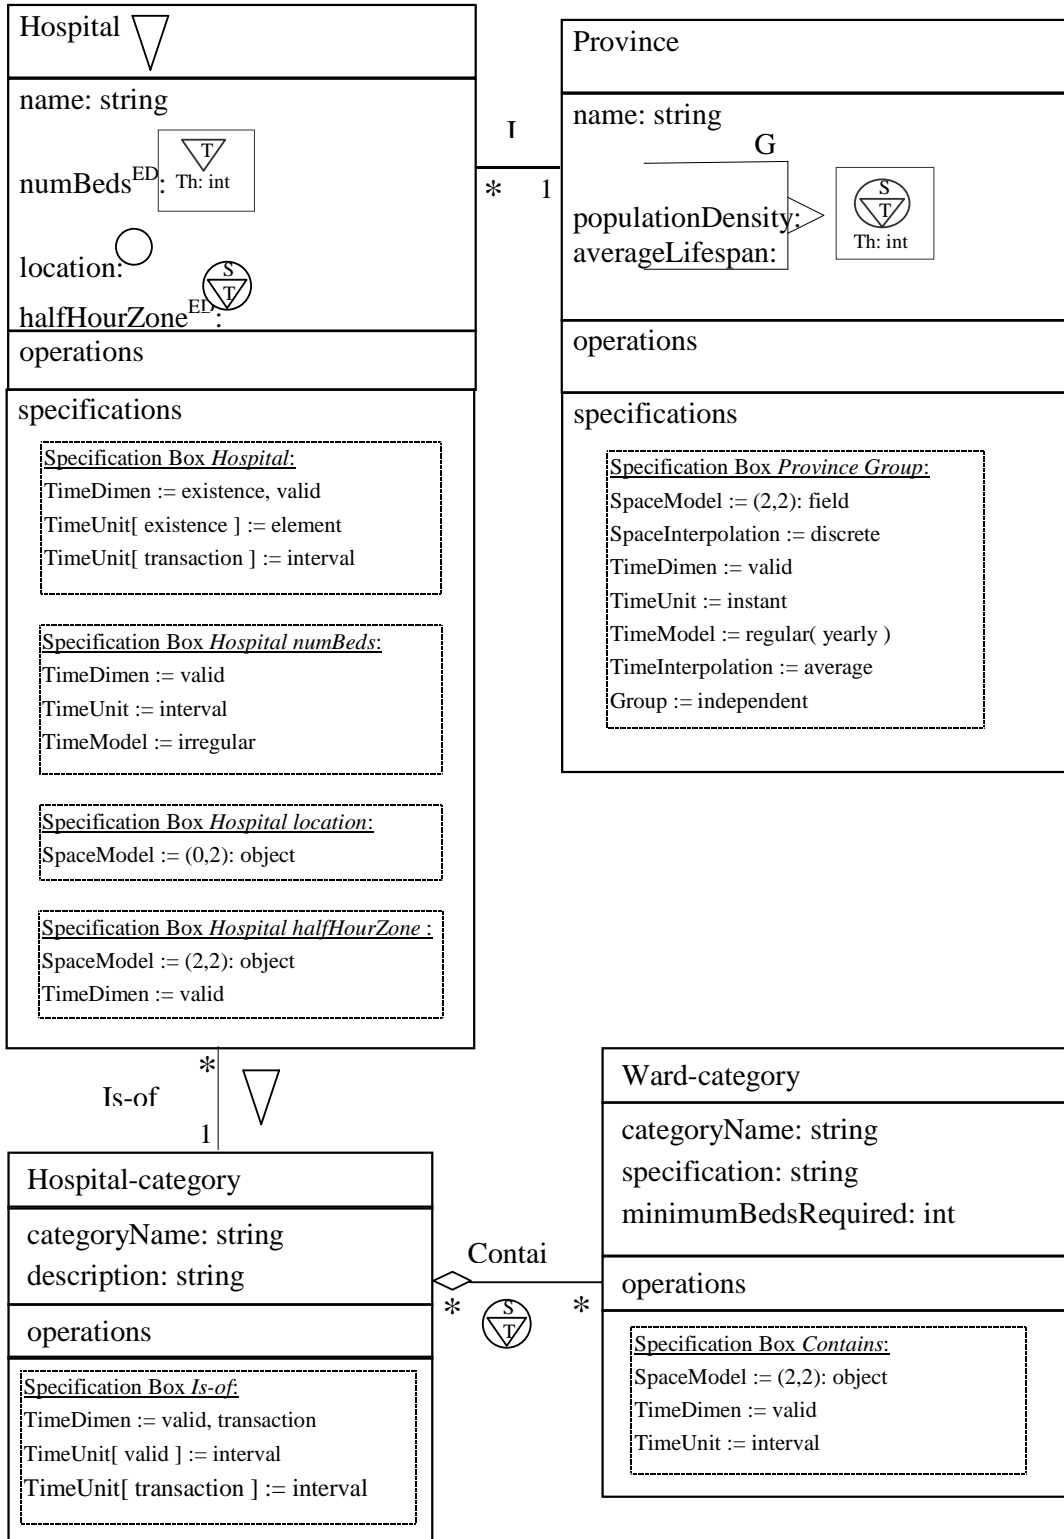 Hospital
name: string
T
numBeds^ED: Th: int
location:
S
T
halfHourZone^ED:
operations
specifications
Specification Box Hospital:
TimeDimen := existence, valid
TimeUnit[ existence ] := element
TimeUnit[ transaction ] := interval
Specification Box Hospital numBeds:
TimeDimen := valid
TimeUnit := interval
TimeModel := irregular
Specification Box Hospital location:
SpaceModel := (0,2): object
Specification Box Hospital halfHourZone :
SpaceModel := (2,2): object
TimeDimen := valid
* 1
Province
name: string
G
populationDensity:
averageLifespan:
S
T
Th: int
operations
specifications
Specification Box Province Group:
SpaceModel := (2,2): field
SpaceInterpolation := discrete
TimeDimen := valid
TimeUnit := instant
TimeModel := regular( yearly )
TimeInterpolation := average
Group := independent
*
Is-of
1
Hospital-category
categoryName: string
description: string
operations
Specification Box Is-of:
TimeDimen := valid, transaction
TimeUnit[ valid ] := interval
TimeUnit[ transaction ] := interval
Contai
* *
S
T
Ward-category
categoryName: string
specification: string
minimumBedsRequired: int
operations
Specification Box Contains:
SpaceModel := (2,2): object
TimeDimen := valid
TimeUnit := interval